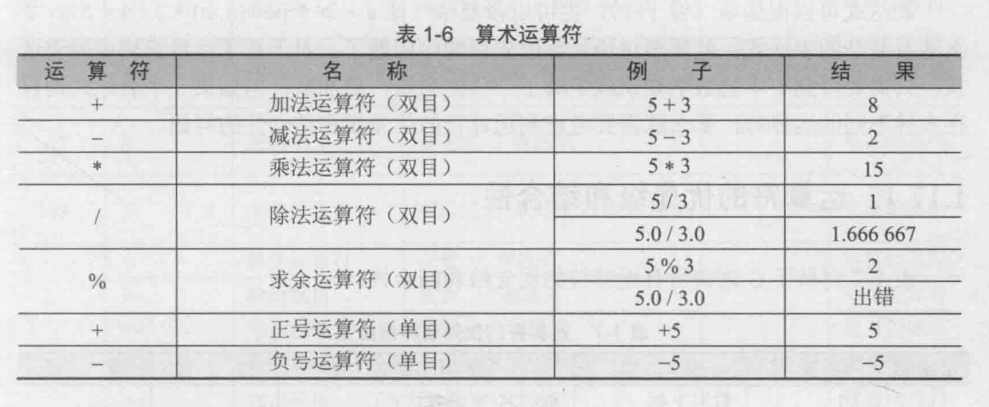 表 1-6 算术运算符
运 算 符 名 称 例 子 结 果
+ 加法运算符（双目） 5 + 3 8
− 减法运算符（双目） 5 − 3 2
* 乘法运算符（双目） 5 * 3 15
/ 除法运算符（双目） 5 / 3 1
5.0 / 3.0 1.666 667
% 求余运算符（双目） 5 % 3 2
5.0 / 3.0 出错
+ 正号运算符（单目） +5 5
− 负号运算符（单目） −5 −5